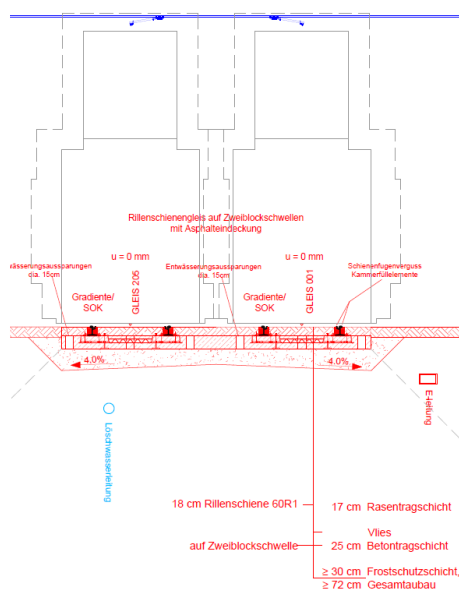 Rillenschienengleis auf Zweiblockschwellen
mit Asphalteindeckung
u = 0 mm
u = 0 mm
wässerungsaussparungen
dia. 15cm
Entwässerungsaussparungen
dia. 15cm
Schienenfugenverguss
Kammerfüllelemente
Gradiente/
SOK
GLEIS 205
Gradiente/
SOK
GLEIS 001
4,0%
4,0%
Löschwasserleitung
E-leitung
18 cm Rillenschiene 60R1
17 cm Rasentragschicht
Vlies
auf Zweiblockschwelle
25 cm Betontragschicht
≥ 30 cm Frostschutzschicht,
≥ 72 cm Gesamtaubau